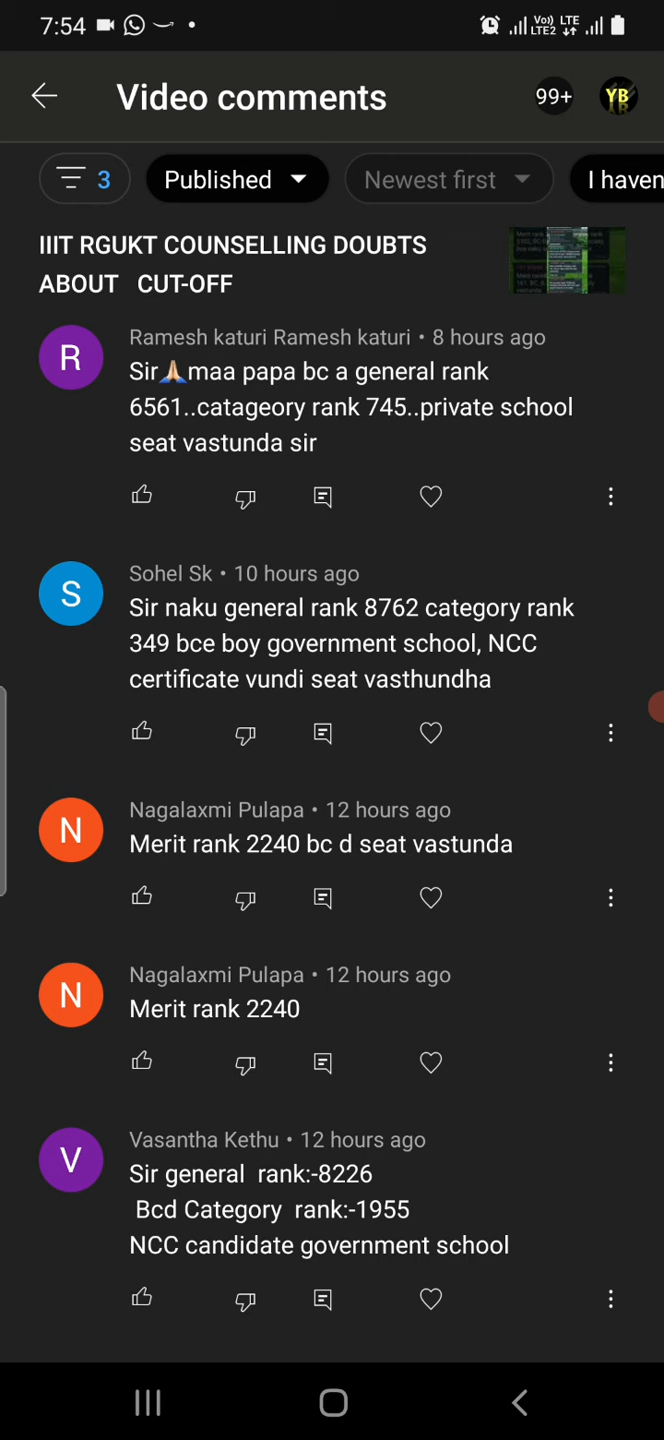 7:54
Vo)) LTE
LTE2
Video comments
99+
YB
3
Published
Newest first
I haven
IIIT RGUKT COUNSELLING DOUBTS
ABOUT CUT-OFF
R
Ramesh katuri Ramesh katuri • 8 hours ago
Sir🙏🏻maa papa bc a general rank
6561..catageory rank 745..private school
seat vastunda sir
S
Sohel Sk • 10 hours ago
Sir naku general rank 8762 category rank
349 bce boy government school, NCC
certificate vundi seat vasthundha
N
Nagalaxmi Pulapa • 12 hours ago
Merit rank 2240 bc d seat vastunda
N
Nagalaxmi Pulapa • 12 hours ago
Merit rank 2240
V
Vasantha Kethu • 12 hours ago
Sir general rank:-8226
Bcd Category rank:-1955
NCC candidate government school